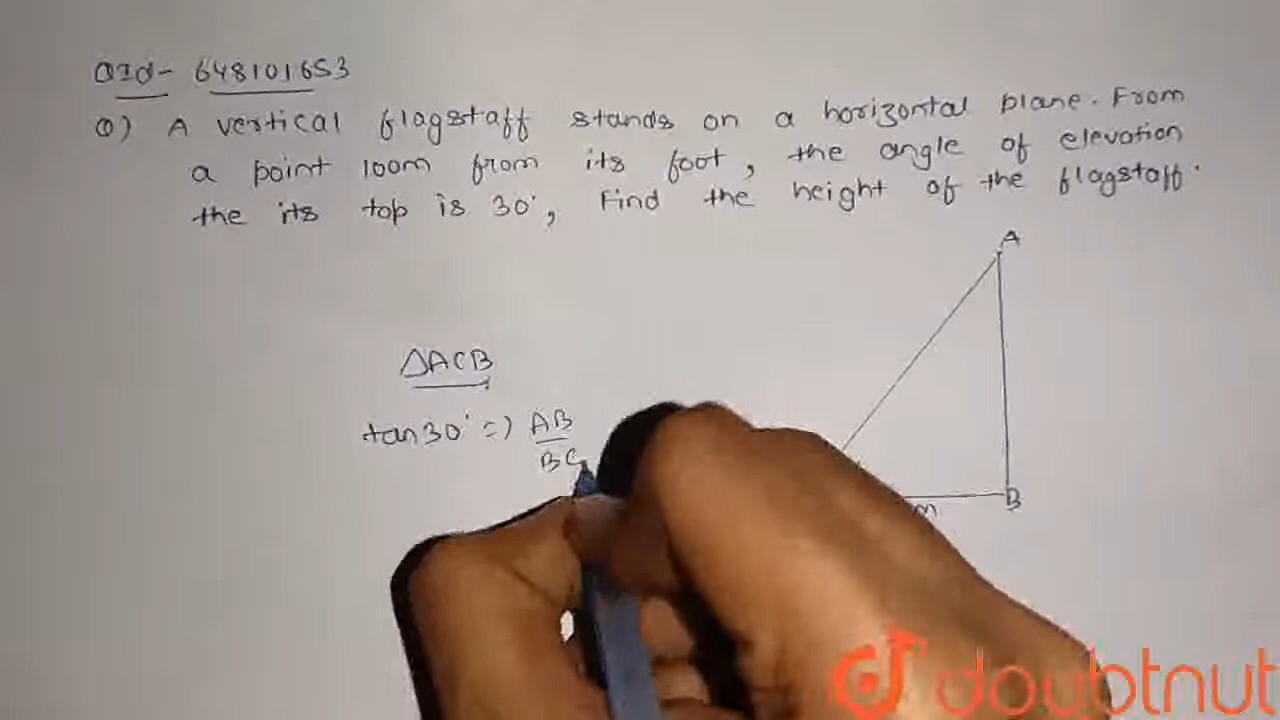 QId- 648101653
Q) A vertical flagstaff stands on a horizontal plane. From
a point 100m from its foot, the angle of elevation
the its top is 30°, Find the height of the flagstaff.
A
△ACB
tan30° => AB
BC
B
m
doubtnut